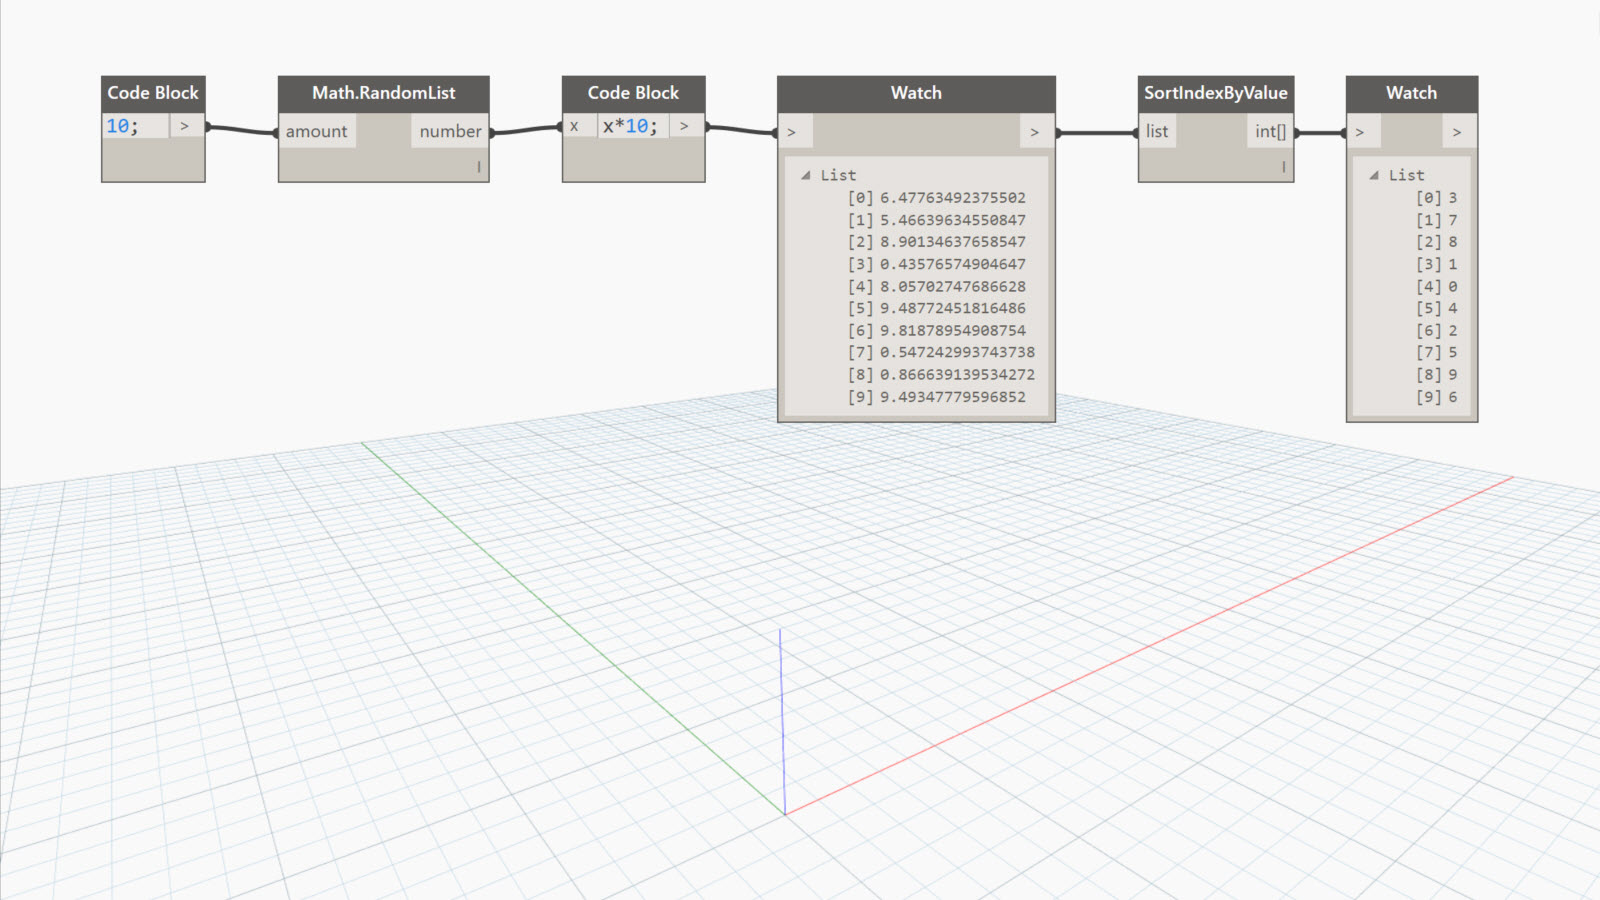 Code Block
10; >
Math.RandomList
amount number
l
Code Block
x x*10; >
Watch
> >
List
[0] 6.47763492375502
[1] 5.46639634550847
[2] 8.90134637658547
[3] 0.43576574904647
[4] 8.05702747686628
[5] 9.48772451816486
[6] 9.81878954908754
[7] 0.547242993743738
[8] 0.866639139534272
[9] 9.49347779596852
SortIndexByValue
list int[]
l
Watch
> >
List
[0] 3
[1] 7
[2] 8
[3] 1
[4] 0
[5] 4
[6] 2
[7] 5
[8] 9
[9] 6